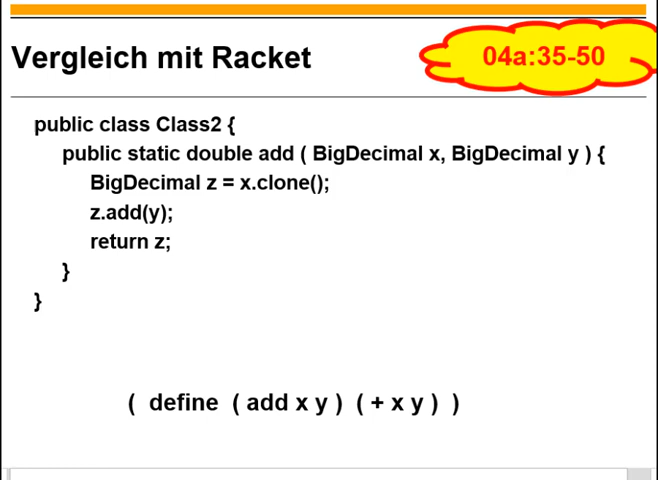 Vergleich mit Racket
04a:35-50
public class Class2 {
public static double add ( BigDecimal x, BigDecimal y ) {
BigDecimal z = x.clone();
z.add(y);
return z;
}
}
( define ( add x y ) ( + x y ) )